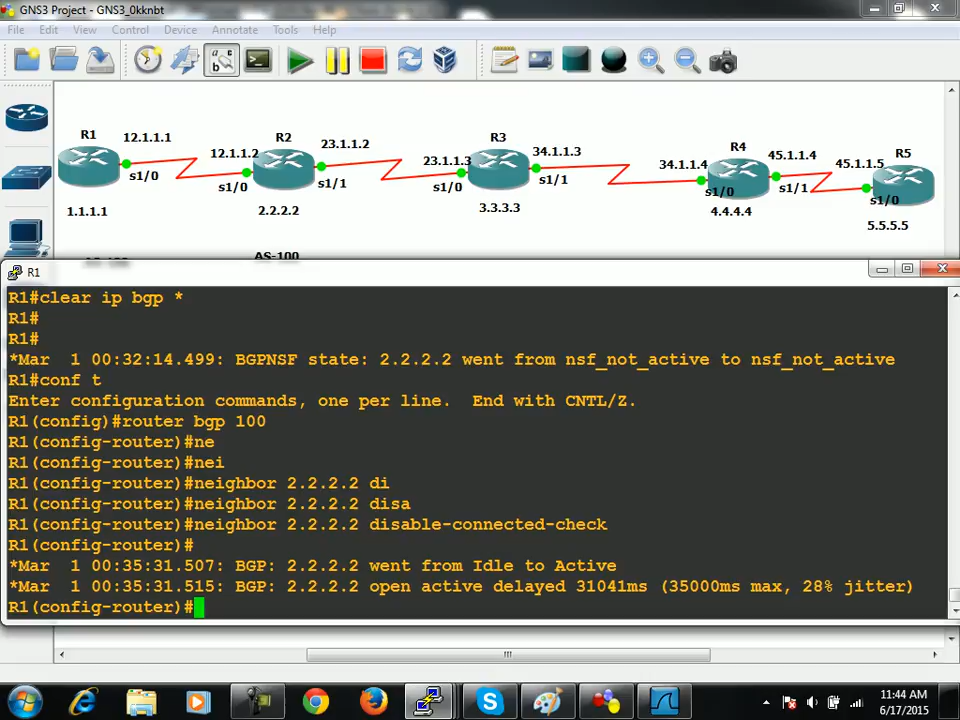 GNS3 Project - GNS3_0kknbt
File Edit View Control Device Annotate Tools Help
R1 12.1.1.1 R2 23.1.1.2 R3 34.1.1.3 R4 45.1.1.4 R5
12.1.1.2 23.1.1.3 34.1.1.4 45.1.1.5
s1/0 s1/0 s1/1 s1/0 s1/1 s1/0 s1/1 s1/0
1.1.1.1 2.2.2.2 3.3.3.3 4.4.4.4 5.5.5.5
AS-100
R1
R1#clear ip bgp *
R1#
R1#
*Mar  1 00:32:14.499: BGPNSF state: 2.2.2.2 went from nsf_not_active to nsf_not_active
R1#conf t
Enter configuration commands, one per line.  End with CNTL/Z.
R1(config)#router bgp 100
R1(config-router)#ne
R1(config-router)#nei
R1(config-router)#neighbor 2.2.2.2 di
R1(config-router)#neighbor 2.2.2.2 disa
R1(config-router)#neighbor 2.2.2.2 disable-connected-check
R1(config-router)#
*Mar  1 00:35:31.507: BGP: 2.2.2.2 went from Idle to Active
*Mar  1 00:35:31.515: BGP: 2.2.2.2 open active delayed 31041ms (35000ms max, 28% jitter)
R1(config-router)#
11:44 AM
6/17/2015